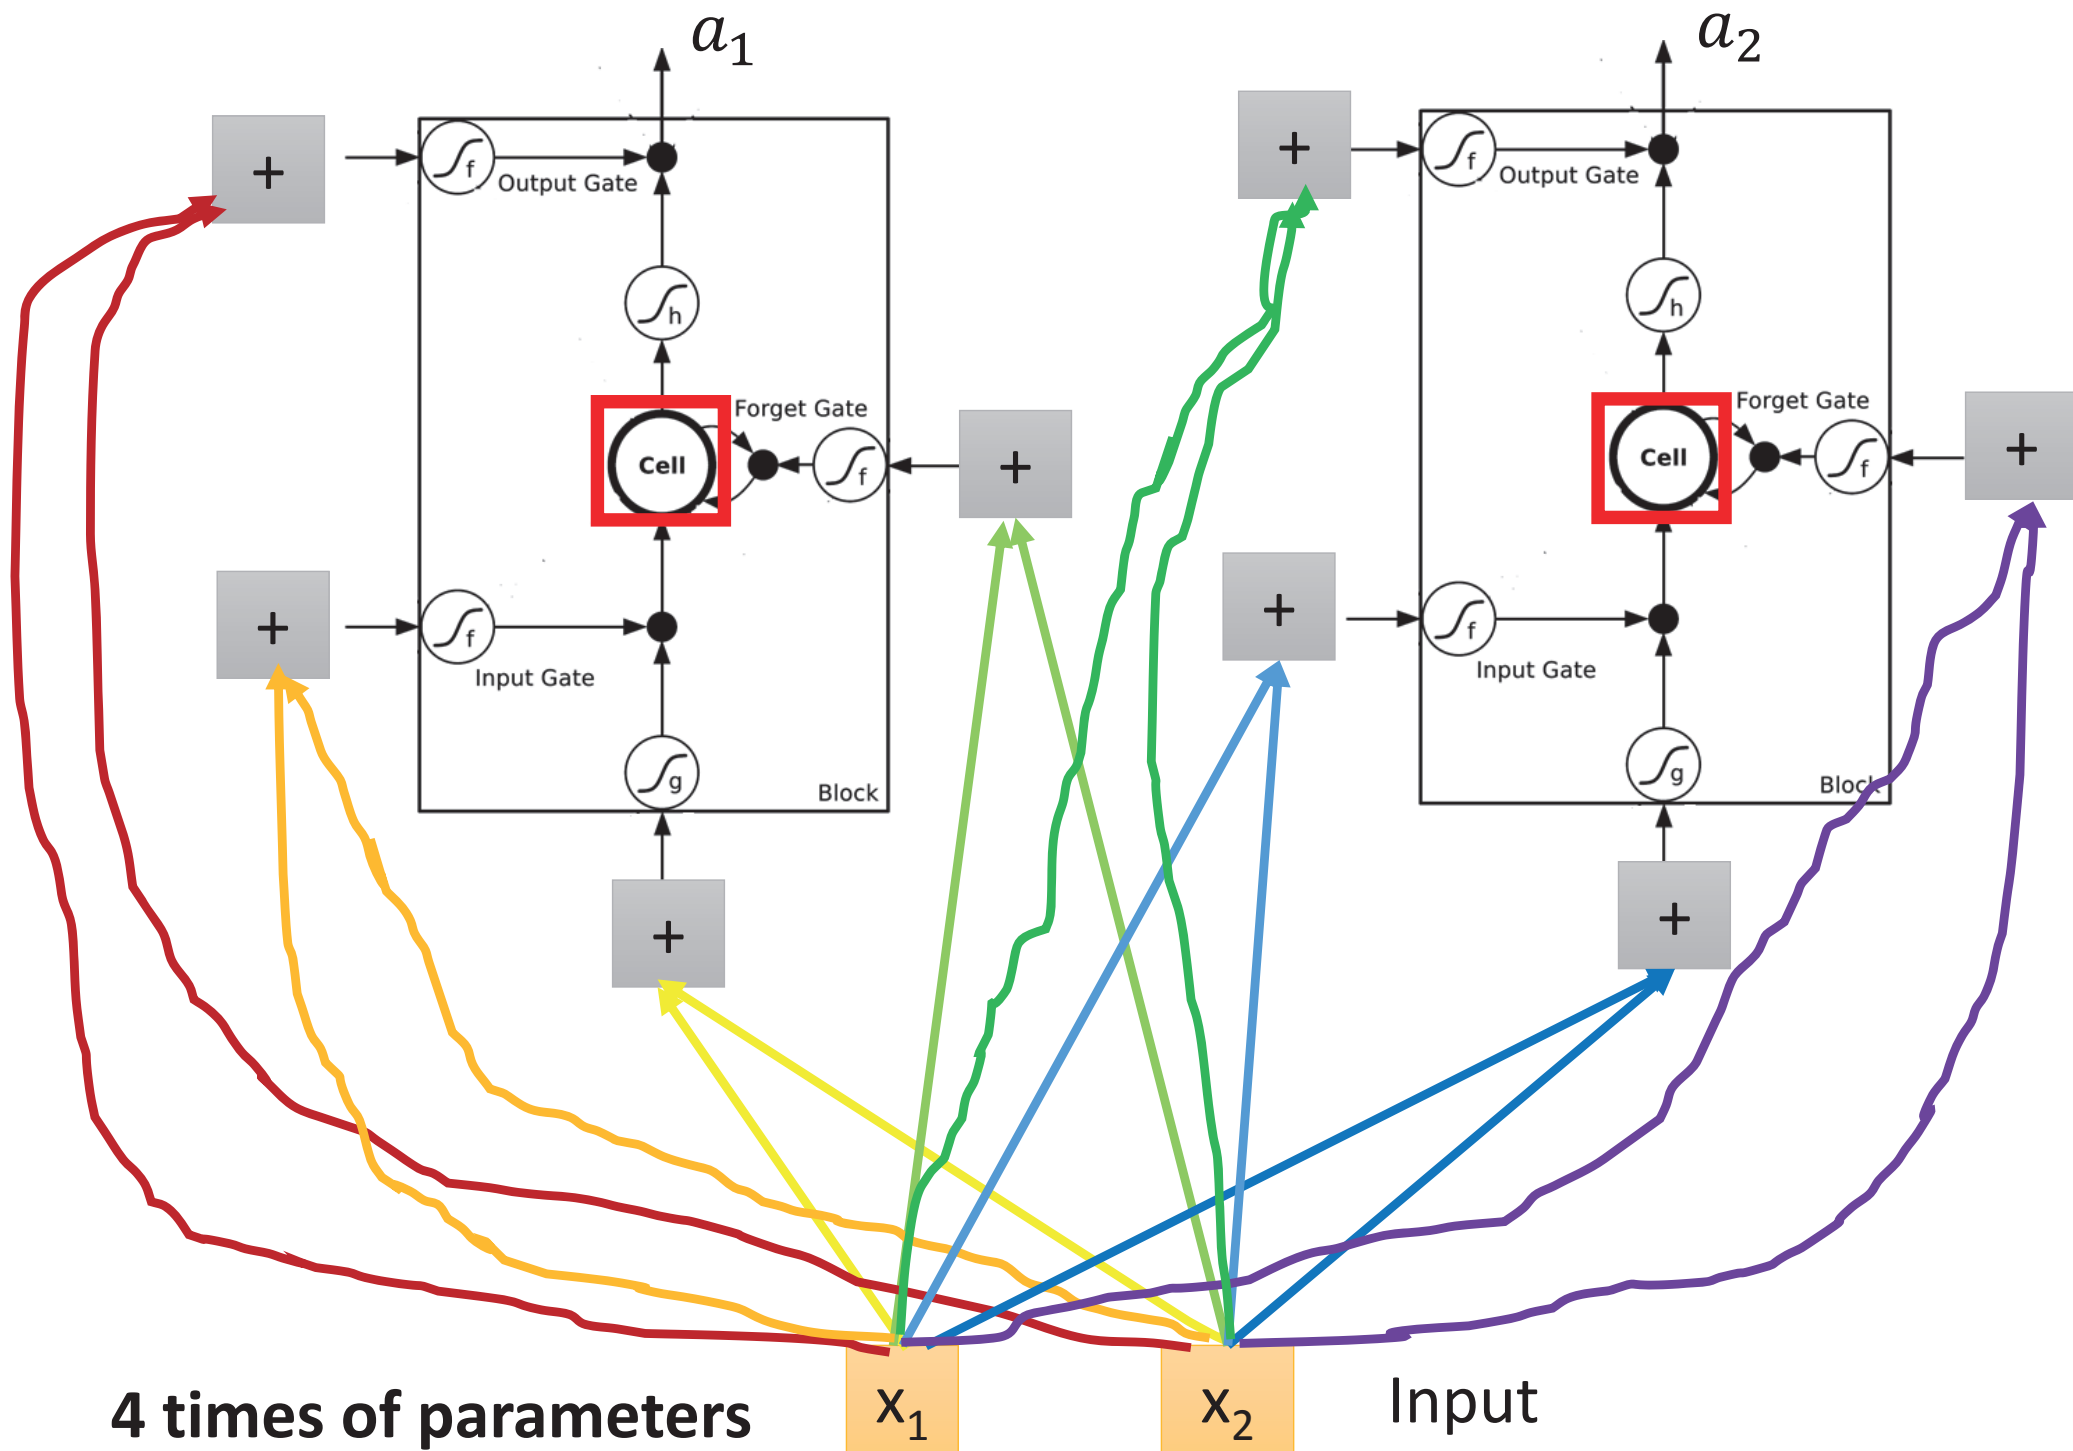 a₁
a₂
+
+
f
Output Gate
f
Output Gate
h
h
Forget Gate
Forget Gate
Cell
f
+
Cell
f
+
+
f
Input Gate
+
f
Input Gate
g
Block
g
Block
+
+
4 times of parameters
x₁
x₂
Input